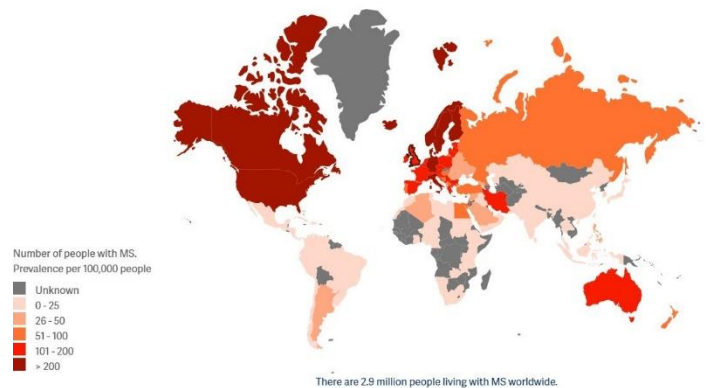 Number of people with MS.
Prevalence per 100,000 people
Unknown
0 - 25
26 - 50
51 - 100
101 - 200
> 200
There are 2.9 million people living with MS worldwide.